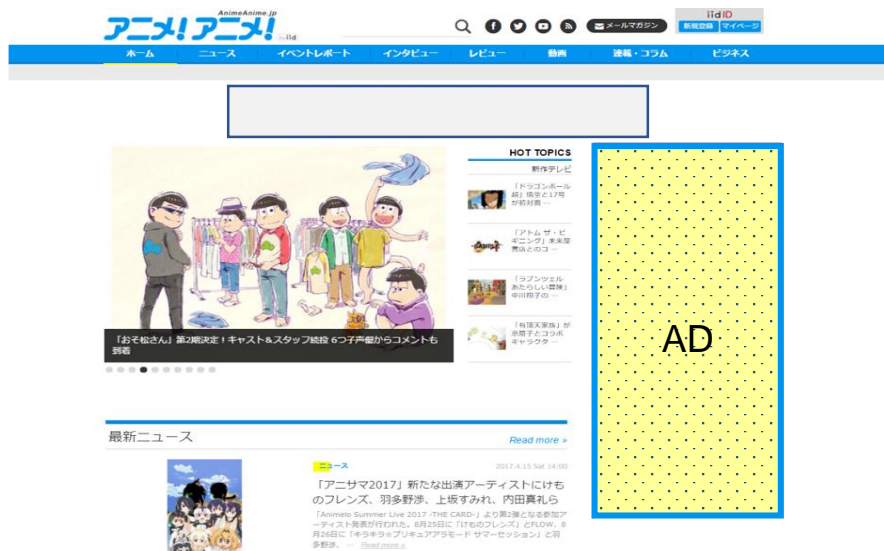 AnimeAnime.jp
アニメ!アニメ!
by iid
メールマガジン
iid ID
新規登録 マイページ
ホーム ニュース イベントレポート インタビュー レビュー 動画 連載・コラム ビジネス
HOT TOPICS
新作テレビ
「ドラゴンボール
超」悟空と17号
が初対面 …
「アトム ザ・ビ
ギニング」未来屋
書店とのコ …
「ラプンツェル
あたらしい冒険」
中川翔子の …
「有頂天家族」が
京扇子とコラボ
キャラクタ …
「おそ松さん」第2期決定!キャスト&スタッフ続投 6つ子声優からコメントも
到着
AD
最新ニュース
Read more »
ニュース
2017.4.15 Sat 14:00
「アニサマ2017」新たな出演アーティストにけも
のフレンズ、羽多野渉、上坂すみれ、内田真礼ら
「Animelo Summer Live 2017 -THE CARD-」より第2弾となる参加ア
ーティスト発表が行われた。8月25日に「けものフレンズ」とFLOW、8
月26日に「キラキラ☆プリキュアアラモード サマーセッション」と羽
多野渉、 … Read more »